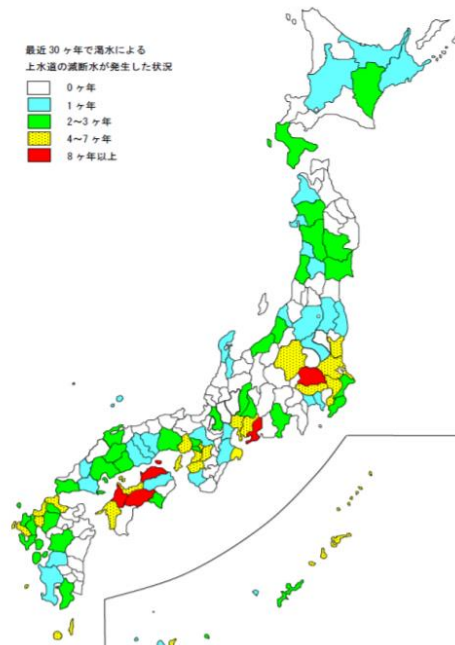 最近30ヶ年で渇水による
上水道の減断水が発生した状況
0ヶ年
1ヶ年
2～3ヶ年
4～7ヶ年
8ヶ年以上